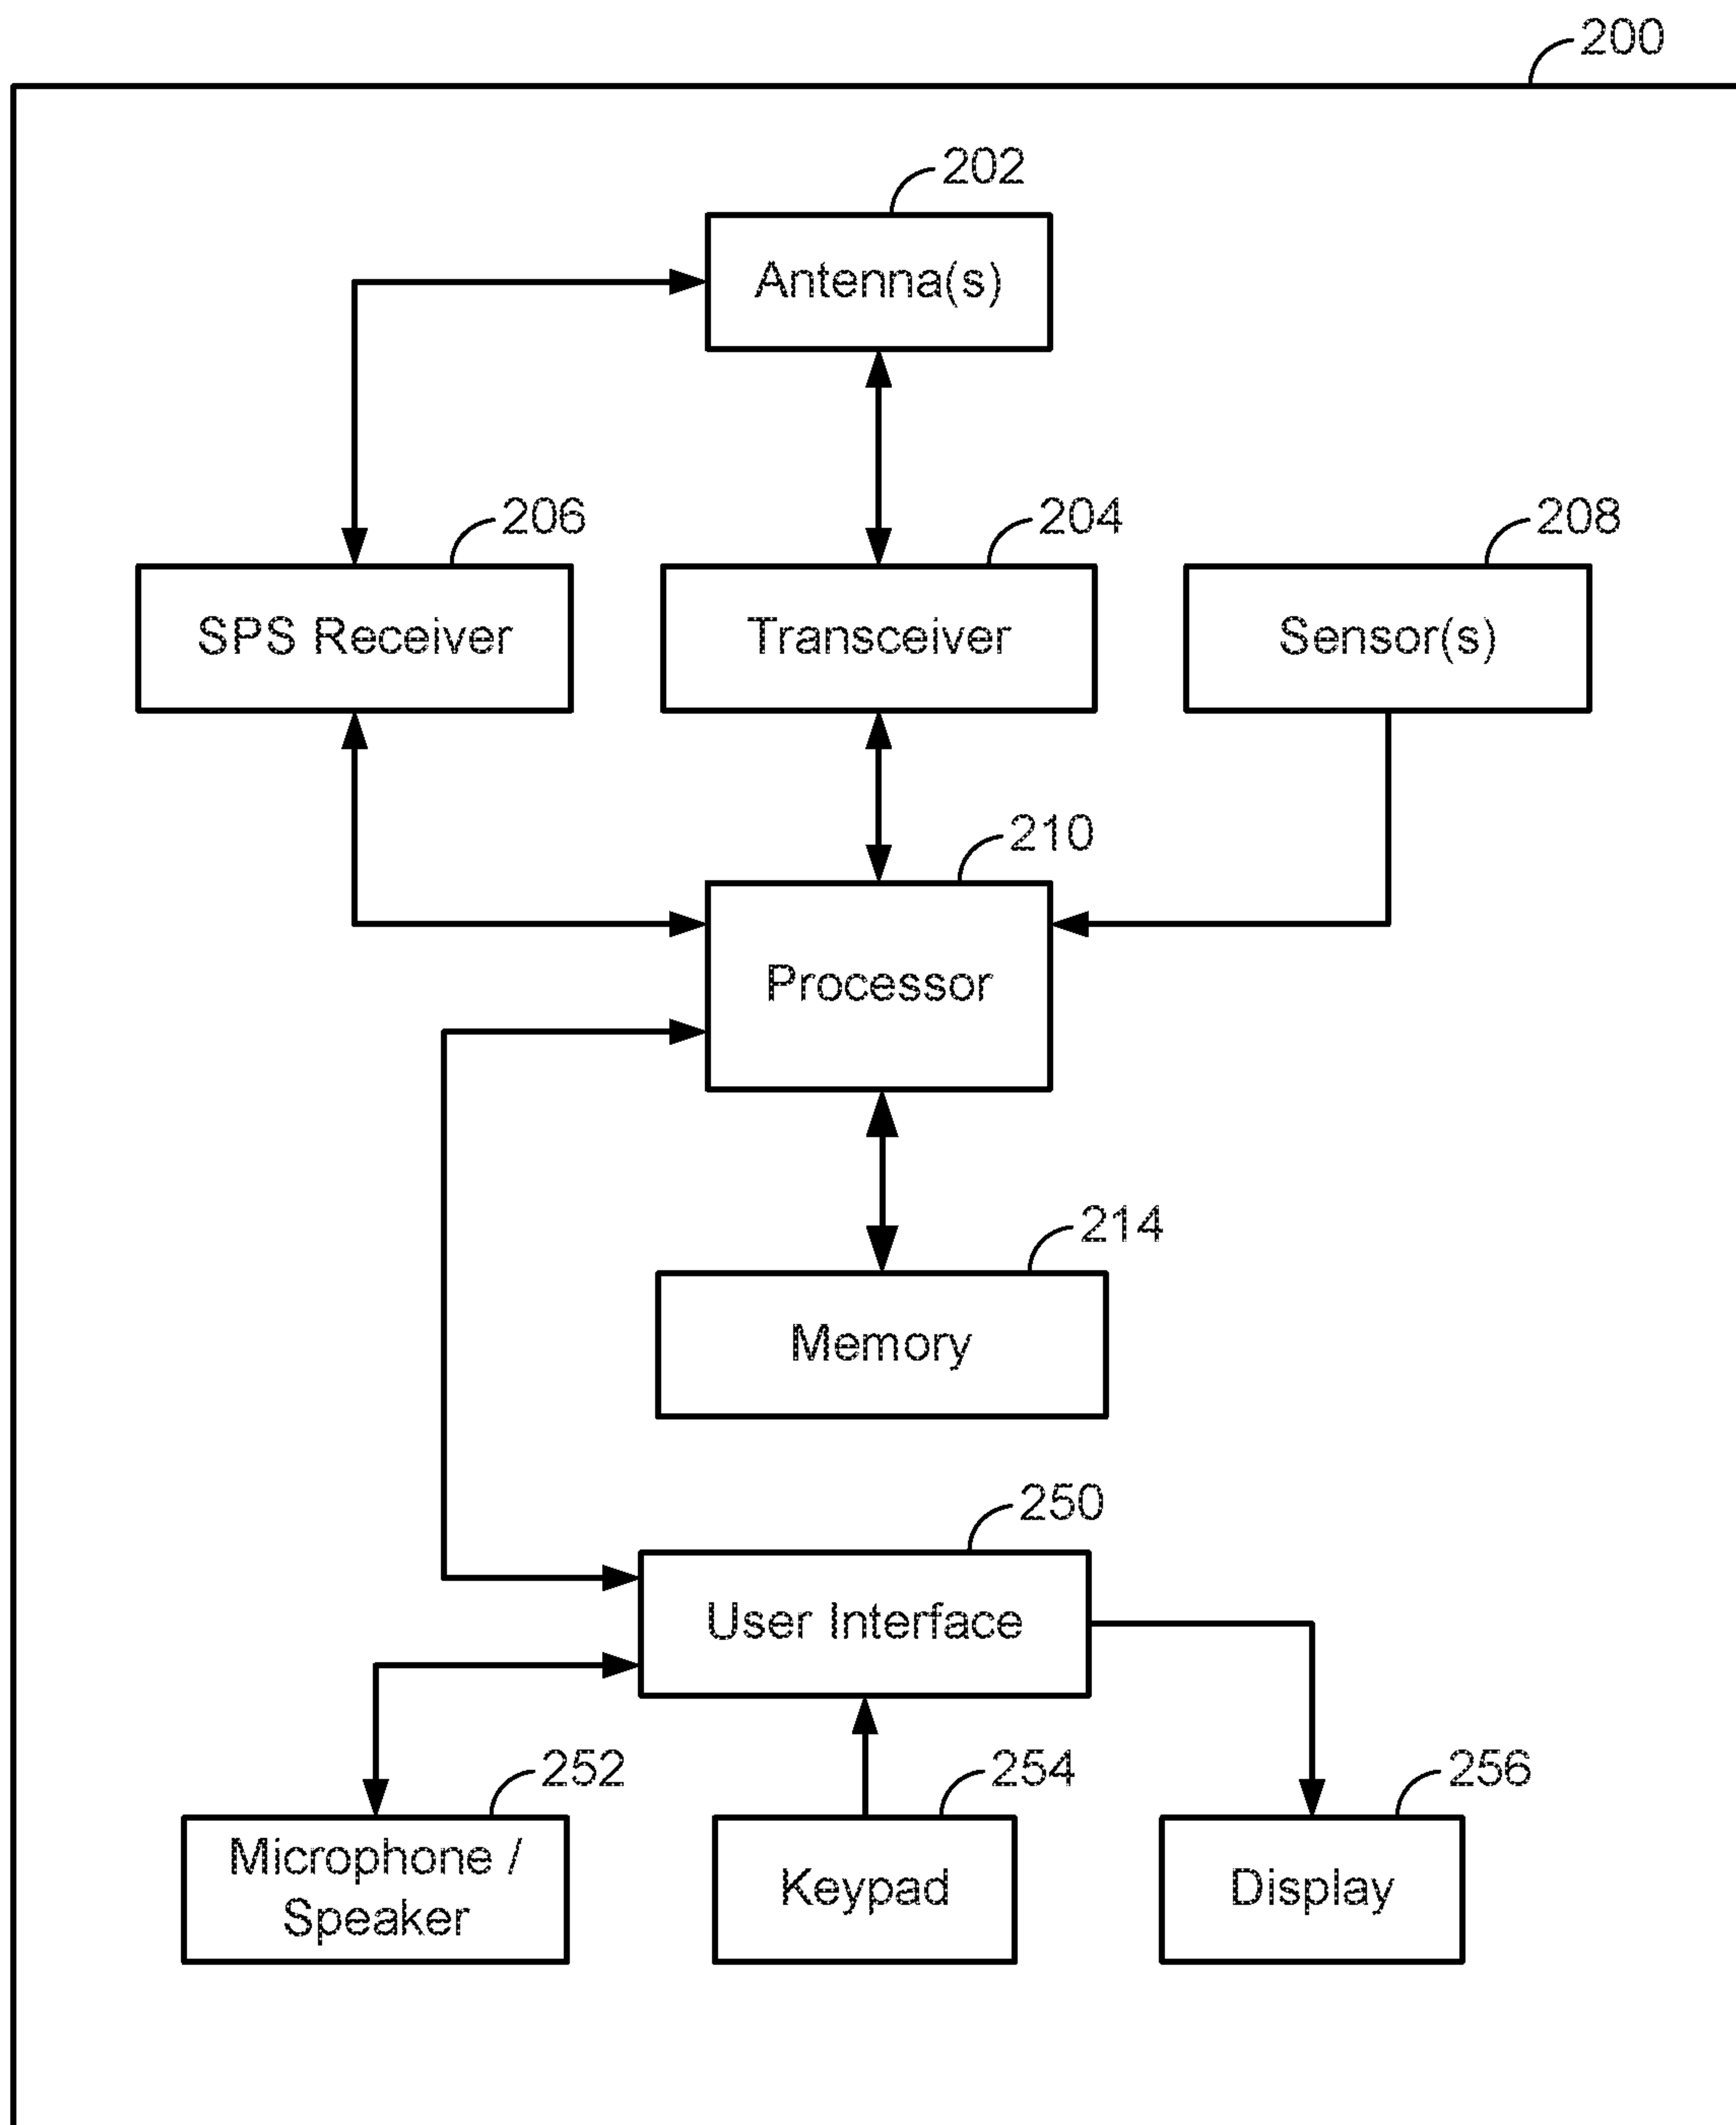 200
202
Antenna(s)
206
204
208
SPS Receiver
Transceiver
Sensor(s)
210
Processor
214
Memory
250
User Interface
252
254
256
Microphone /
Speaker
Keypad
Display